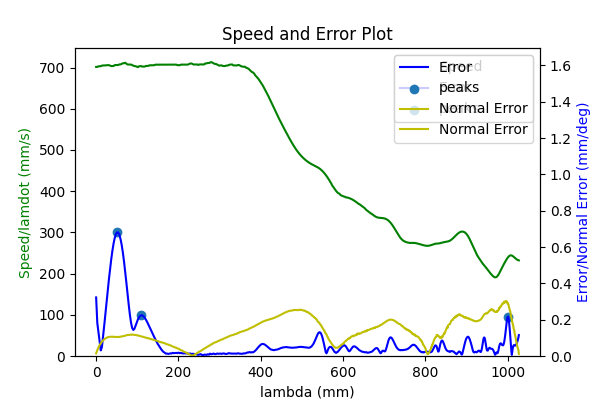 Speed and Error Plot
700
600
500
400
300
200
100
0
Speed/lamdot (mm/s)
0
200
400
600
800
1000
lambda (mm)
1.6
1.4
1.2
1.0
0.8
0.6
0.4
0.2
0.0
Error/Normal Error (mm/deg)
Error
peaks
Normal Error
Normal Error